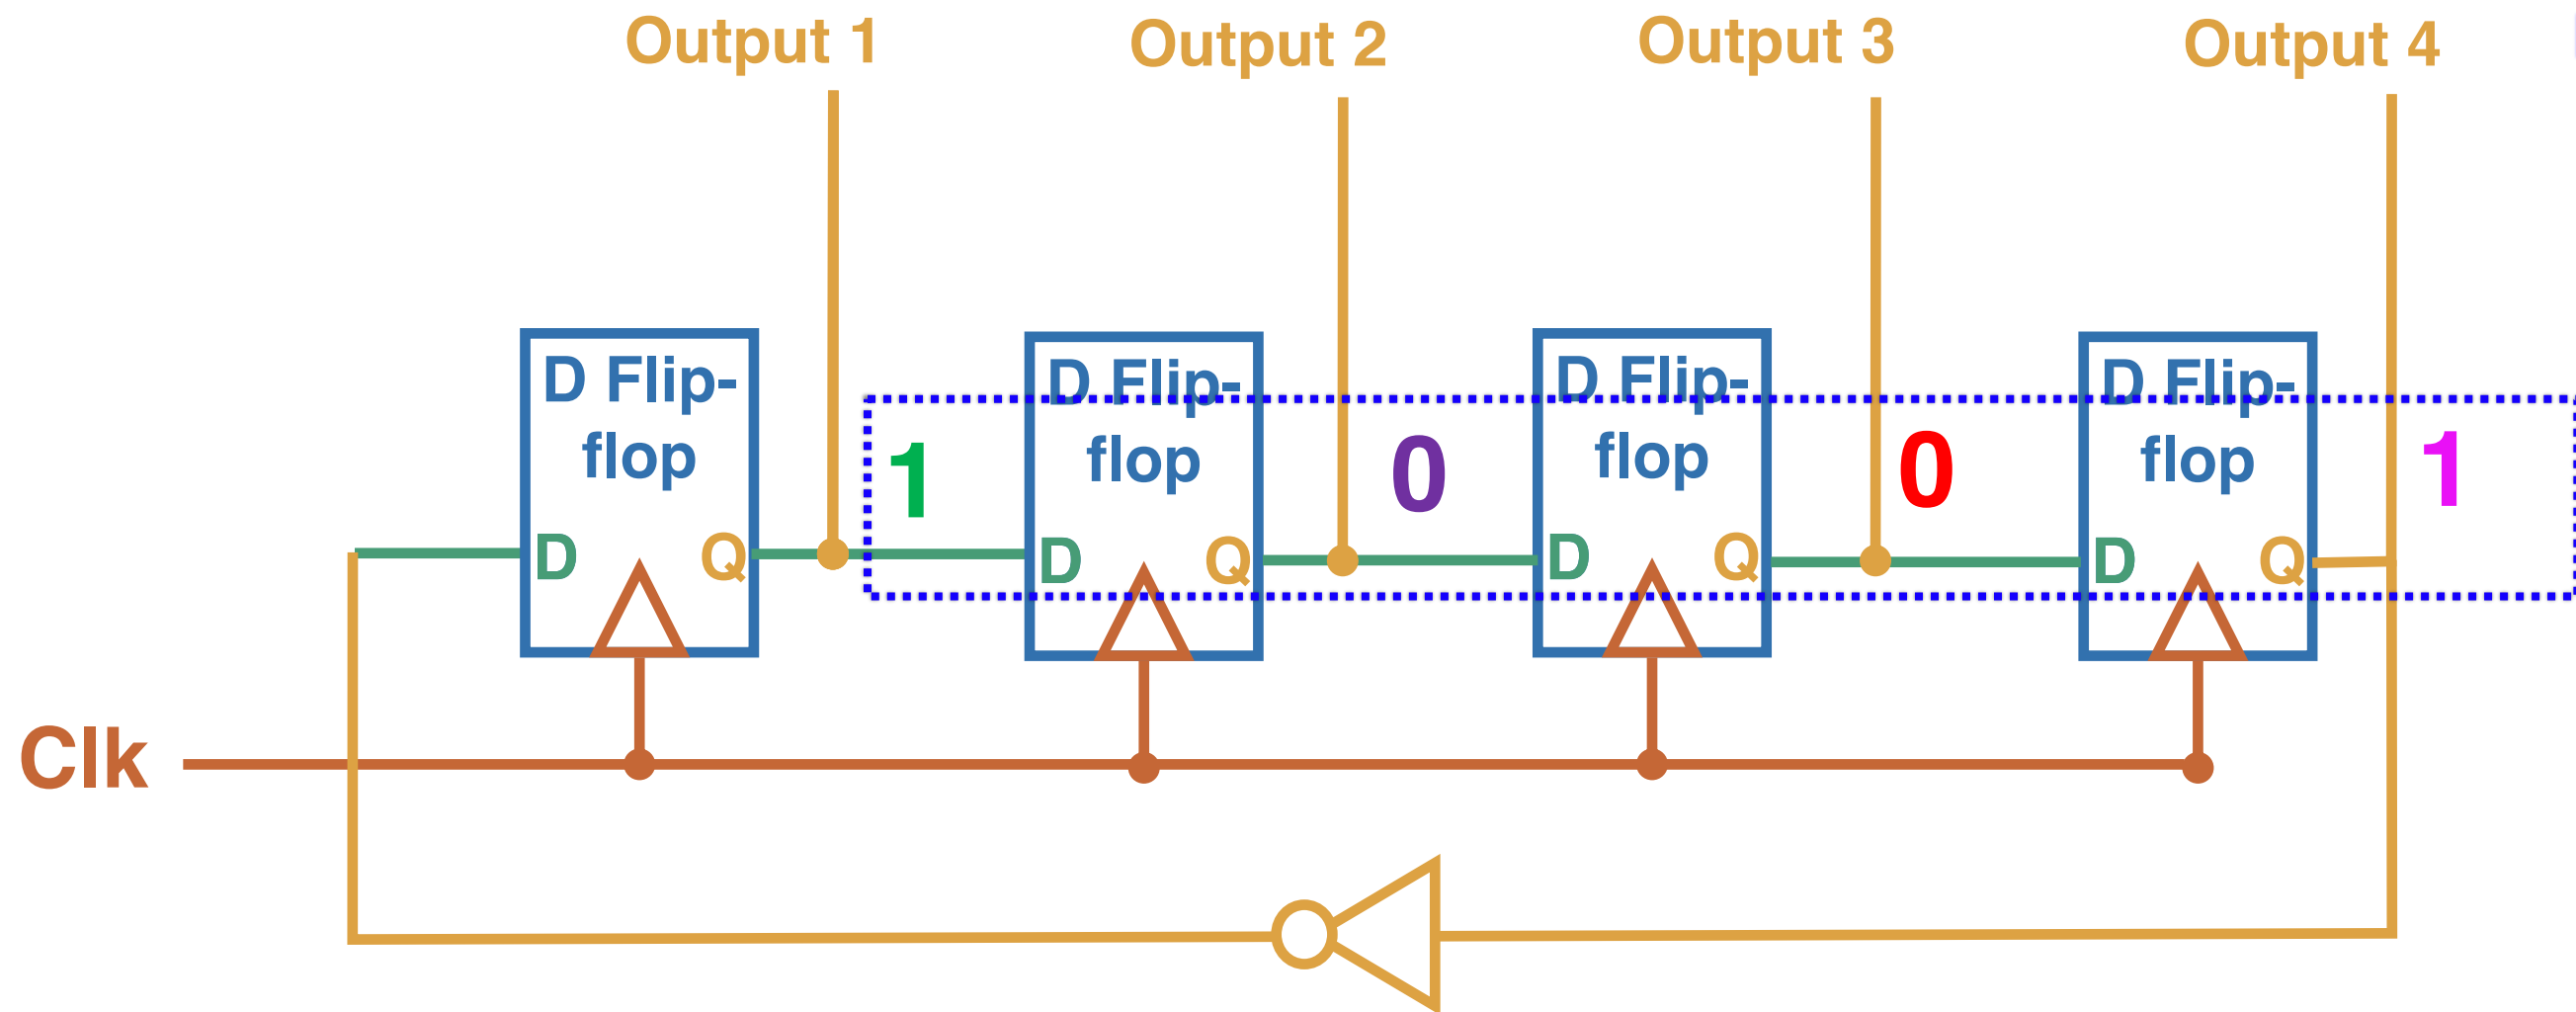 Output 1
Output 2
Output 3
Output 4
D Flip-
flop
D
Q
D Flip-
flop
D
Q
D Flip-
flop
D
Q
D Flip-
flop
D
Q
1
0
0
1
Clk